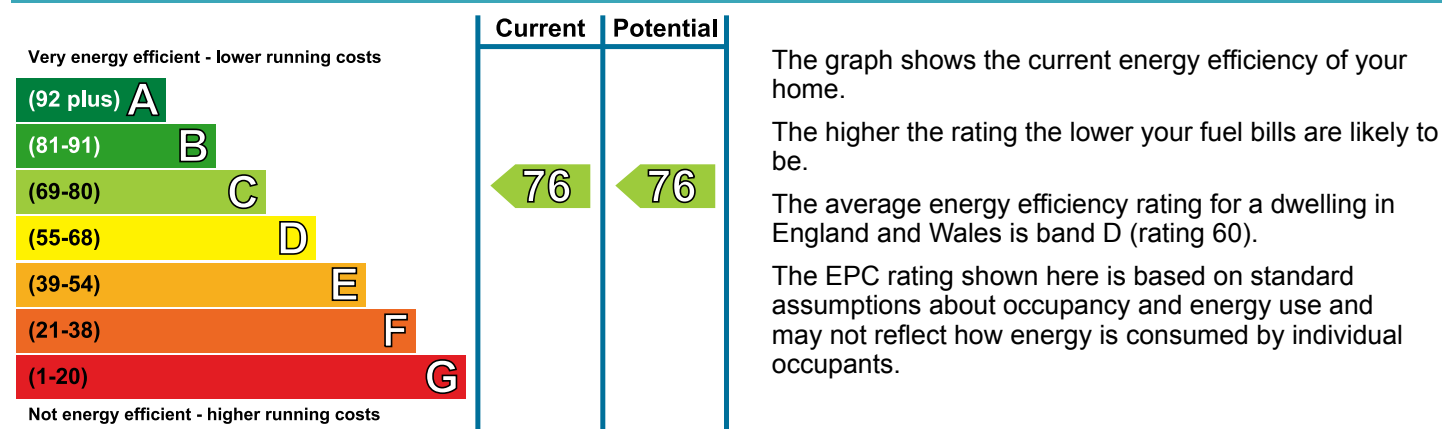 Current Potential
Very energy efficient - lower running costs
(92 plus) A
(81-91) B
(69-80) C
76 76
(55-68) D
(39-54) E
(21-38) F
(1-20) G
Not energy efficient - higher running costs
The graph shows the current energy efficiency of your
home.
The higher the rating the lower your fuel bills are likely to
be.
The average energy efficiency rating for a dwelling in
England and Wales is band D (rating 60).
The EPC rating shown here is based on standard
assumptions about occupancy and energy use and
may not reflect how energy is consumed by individual
occupants.